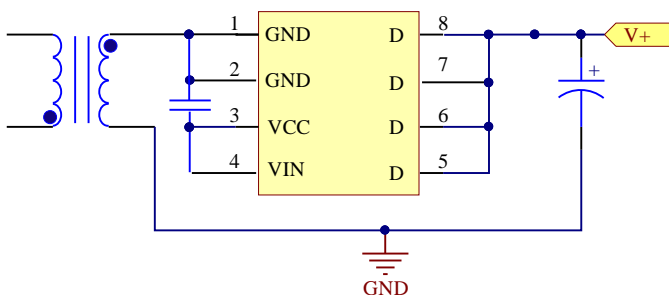 1 GND D 8 V+
2 GND D 7
+
3 VCC D 6
4 VIN D 5
GND